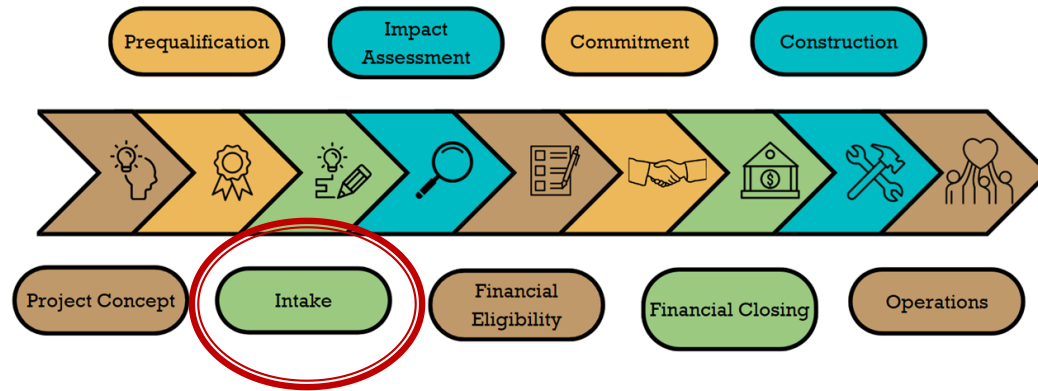 Prequalification
Impact
Assessment
Commitment
Construction
$
Project Concept
Intake
Financial
Eligibility
Financial Closing
Operations